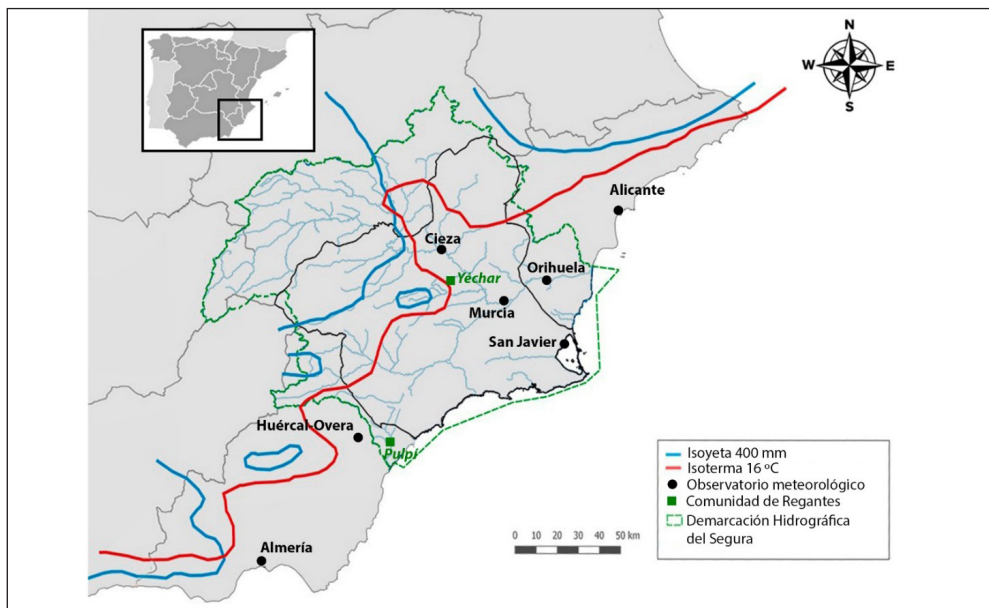 N
W E
S
Alicante
Cieza
Yéchar
Orihuela
Murcia
San Javier
Huércal-Overa
Pulpí
Almería
0 10 20 30 40 50 km
Isoyeta 400 mm
Isoterma 16 ºC
Observatorio meteorológico
Comunidad de Regantes
Demarcación Hidrográfica
del Segura